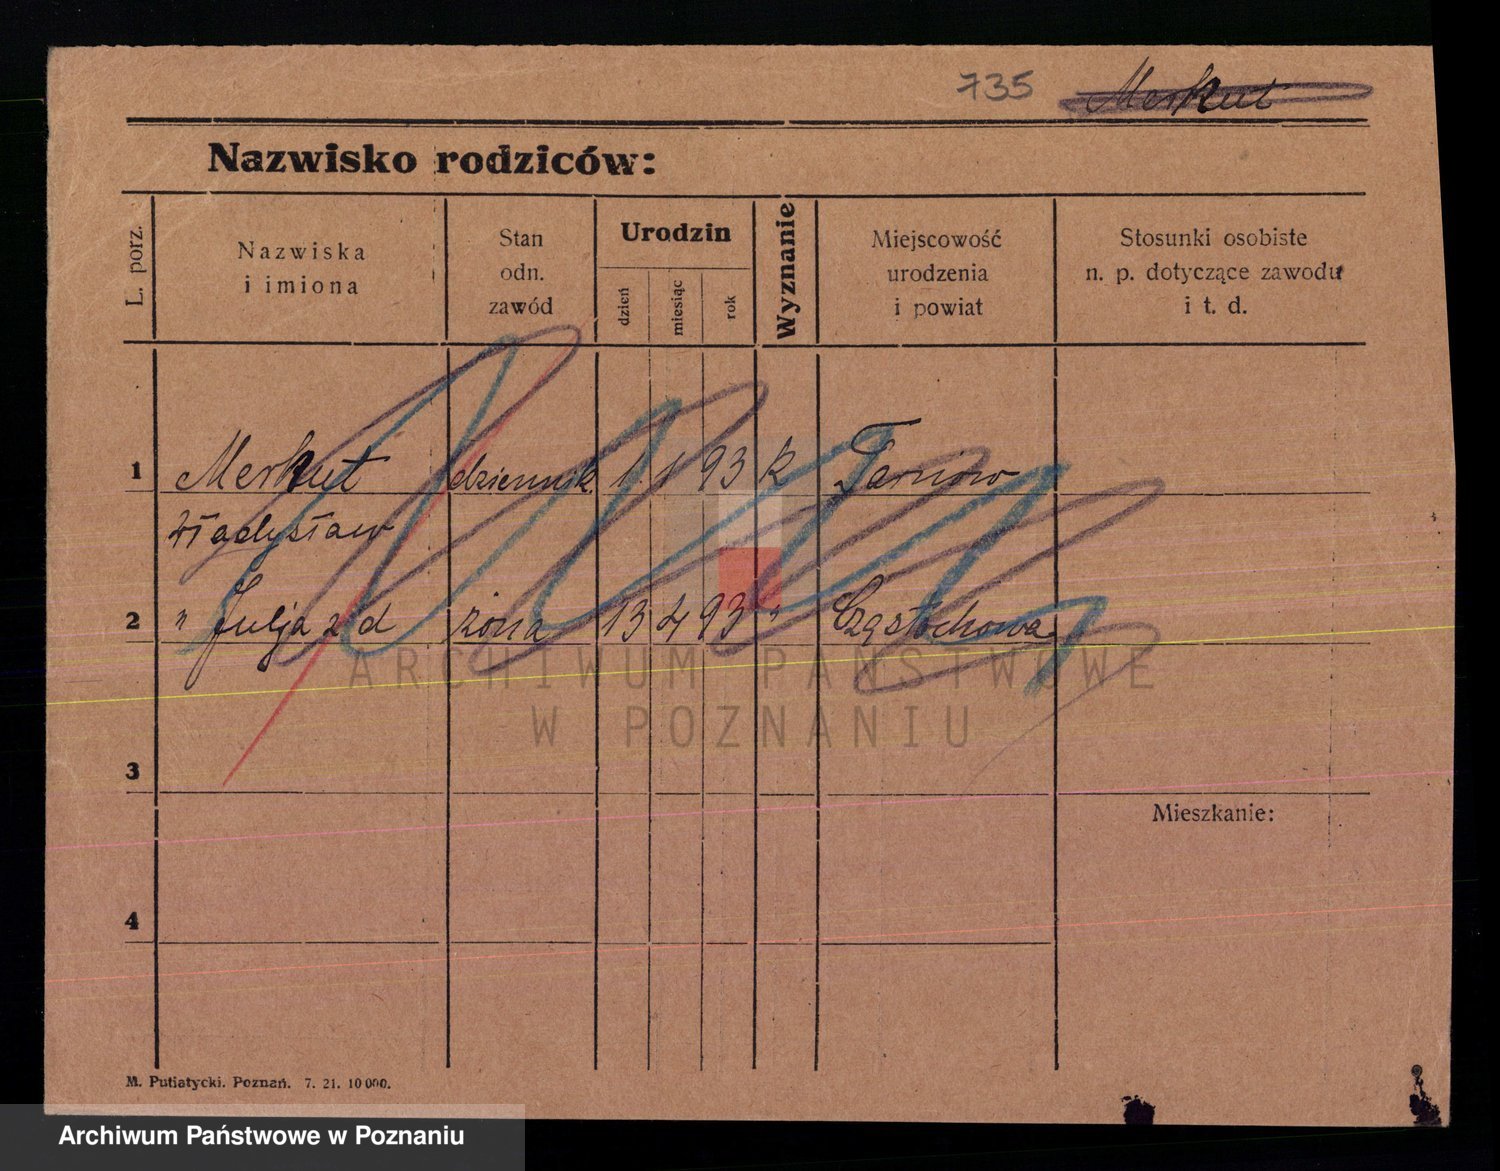 735 Merkut
Nazwisko rodziców:
L. porz.
Nazwiska
i imiona
Stan
odn.
zawód
Urodzin
dzień
miesiąc
rok
Wyznanie
Miejscowość
urodzenia
i powiat
Stosunki osobiste
n. p. dotyczące zawodu
i t. d.
1 Merkut dziennik. 1 1 93 k Tarnów
Władysław
2 " Julja z d żona 13 4 93 " Częstochowa
ARCHIWUM PAŃSTWOWE
W POZNANIU
3
Mieszkanie:
4
M. Putiatycki. Poznań. 7. 21. 10 000.
Archiwum Państwowe w Poznaniu